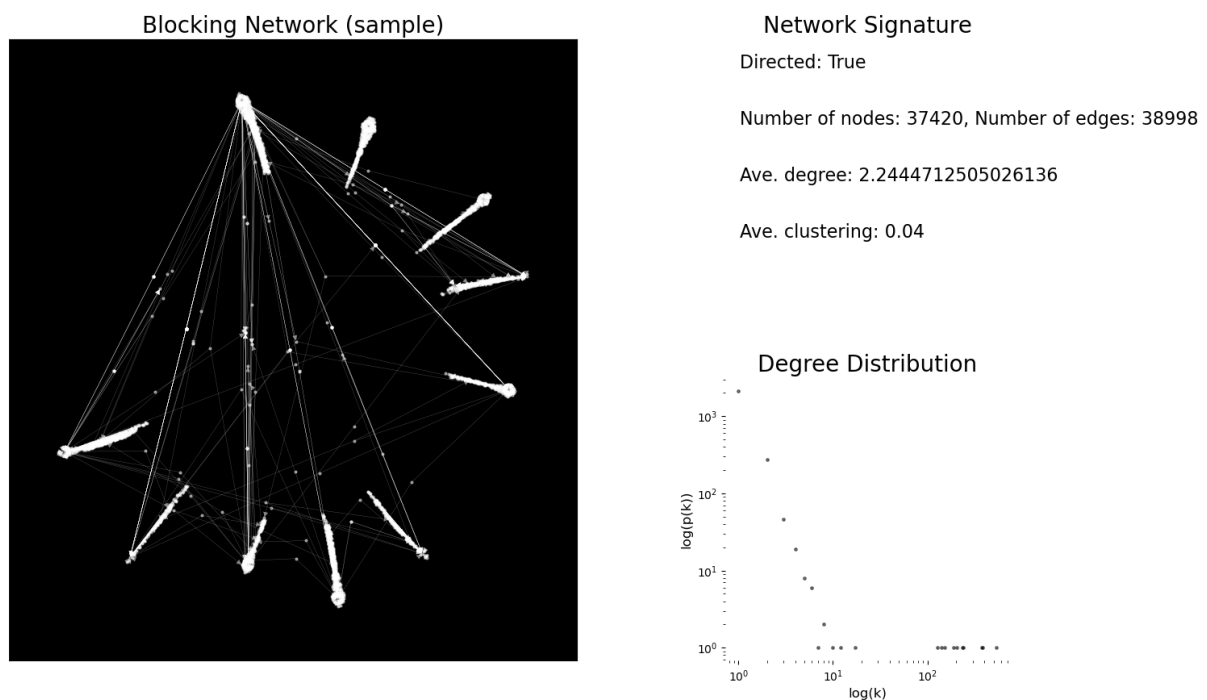 Blocking Network (sample)
Network Signature
Directed: True
Number of nodes: 37420, Number of edges: 38998
Ave. degree: 2.2444712505026136
Ave. clustering: 0.04
Degree Distribution
10³
10²
10¹
10⁰
log(p(k))
10⁰ 10¹ 10²
log(k)